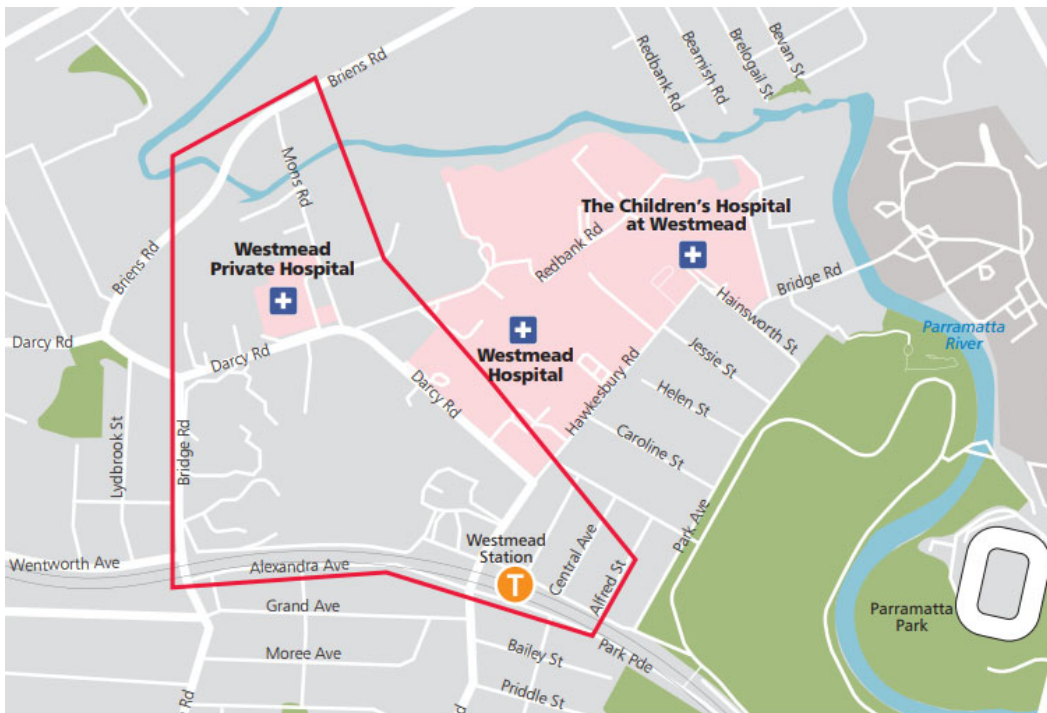 Briens Rd
Redbank Rd
Beamish Rd
Brelogail St
Bevan St
Mons Rd
The Children's Hospital
at Westmead
Westmead
Private Hospital
Redbank Rd
Briens Rd
Bridge Rd
Hainsworth St
Parramatta
River
Darcy Rd
Darcy Rd
Westmead
Hospital
Jessie St
Darcy Rd
Hawkesbury Rd
Helen St
Caroline St
Lydbrook St
Bridge Rd
Park Ave
Westmead
Station
T
Central Ave
Alfred St
Wentworth Ave
Alexandra Ave
Grand Ave
Parramatta
Park
Moree Ave
Bailey St
Park Pde
Priddle St
Rd
Rd